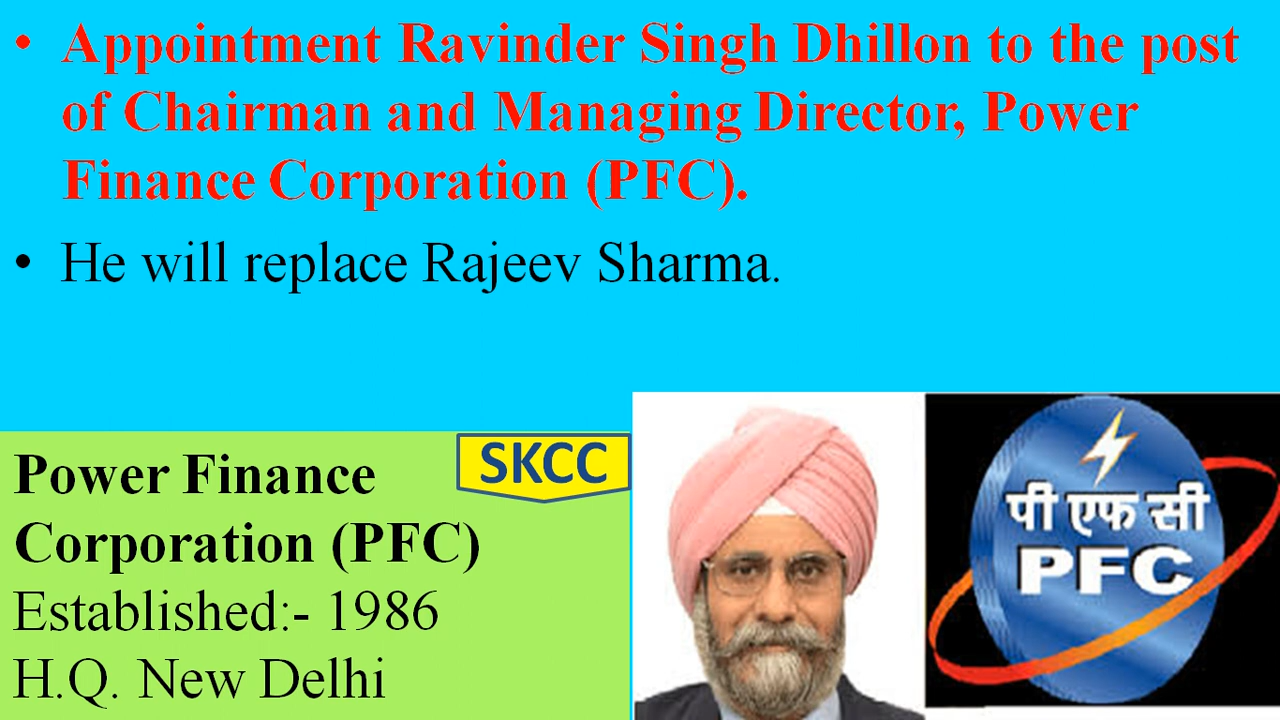 • Appointment Ravinder Singh Dhillon to the post
of Chairman and Managing Director, Power
Finance Corporation (PFC).
• He will replace Rajeev Sharma.
SKCC
Power Finance
Corporation (PFC)
Established:- 1986
H.Q. New Delhi
पी एफ सी
PFC